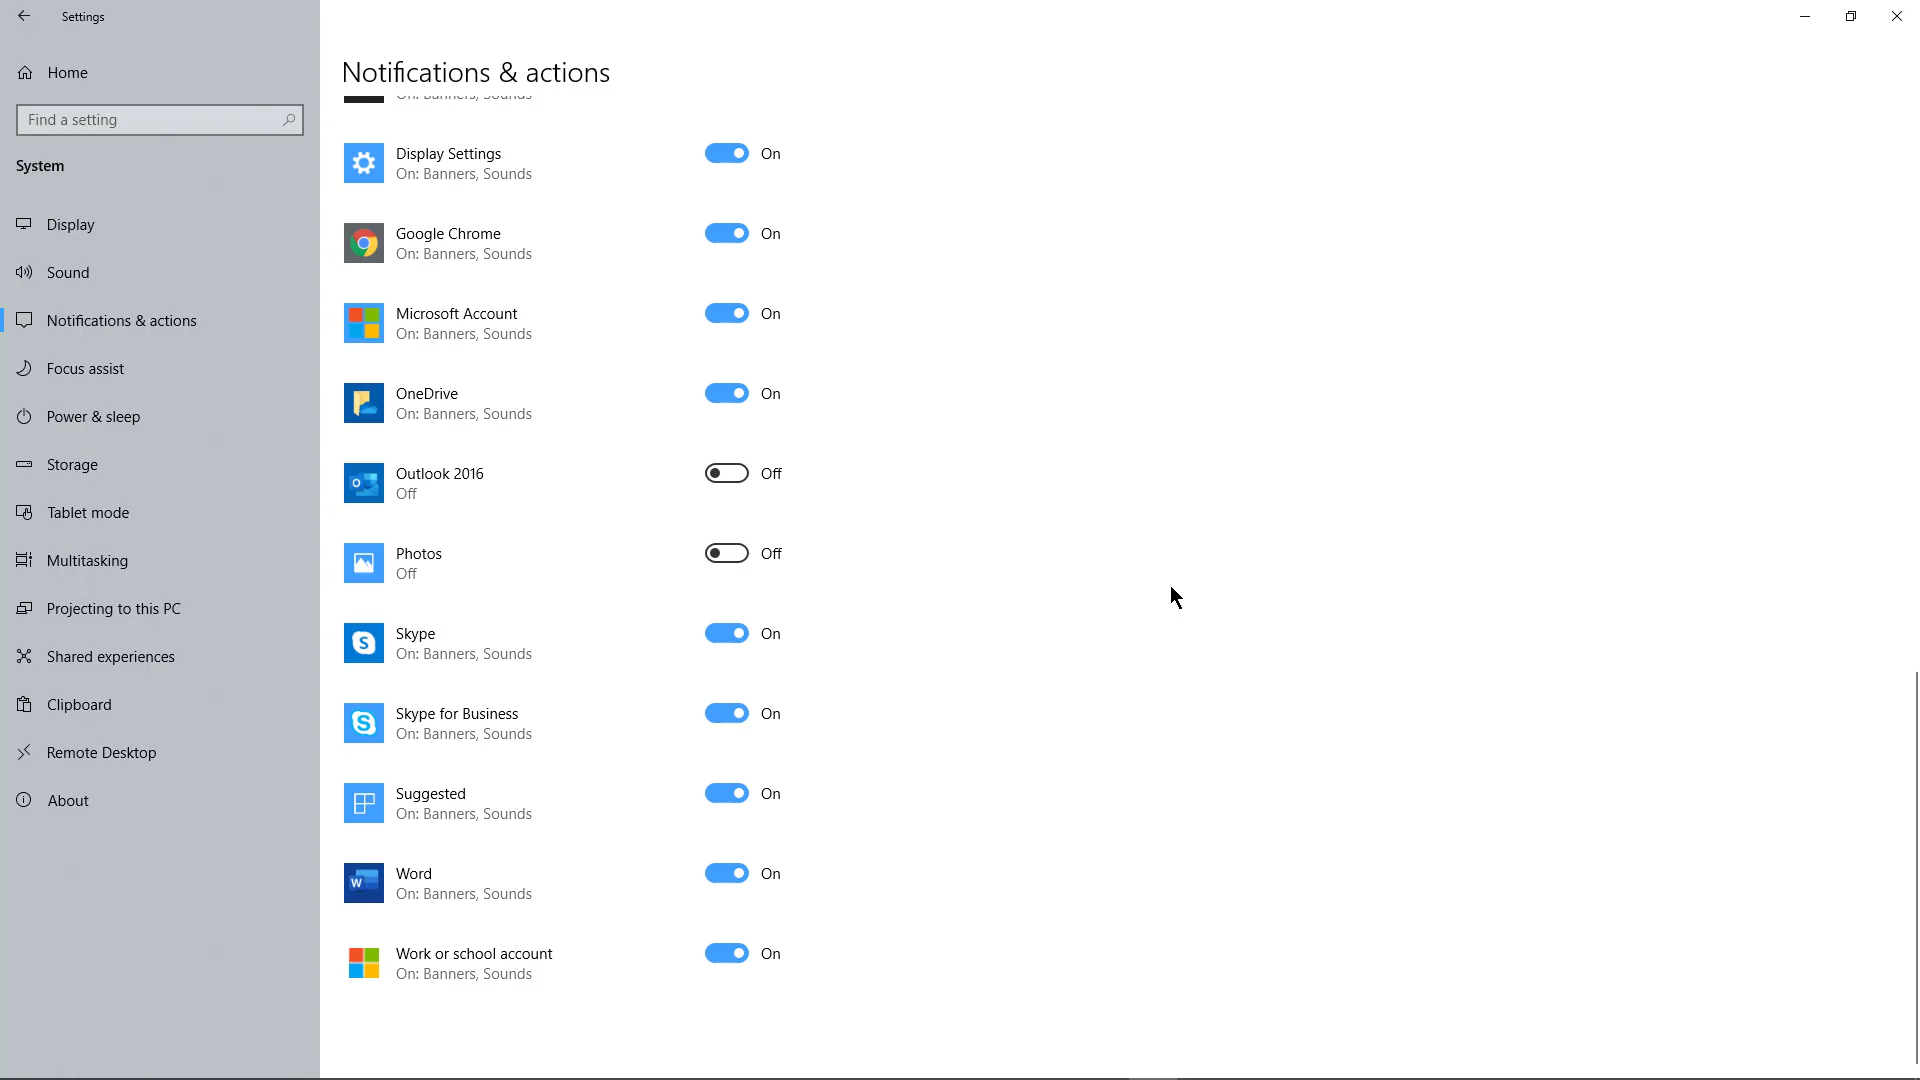 Settings
Home
Find a setting
System
Display
Sound
Notifications & actions
Focus assist
Power & sleep
Storage
Tablet mode
Multitasking
Projecting to this PC
Shared experiences
Clipboard
Remote Desktop
About
Notifications & actions
On: Banners, Sounds
Display Settings
On: Banners, Sounds
On
Google Chrome
On: Banners, Sounds
On
Microsoft Account
On: Banners, Sounds
On
OneDrive
On: Banners, Sounds
On
Outlook 2016
Off
Off
Photos
Off
Off
Skype
On: Banners, Sounds
On
Skype for Business
On: Banners, Sounds
On
Suggested
On: Banners, Sounds
On
Word
On: Banners, Sounds
On
Work or school account
On: Banners, Sounds
On